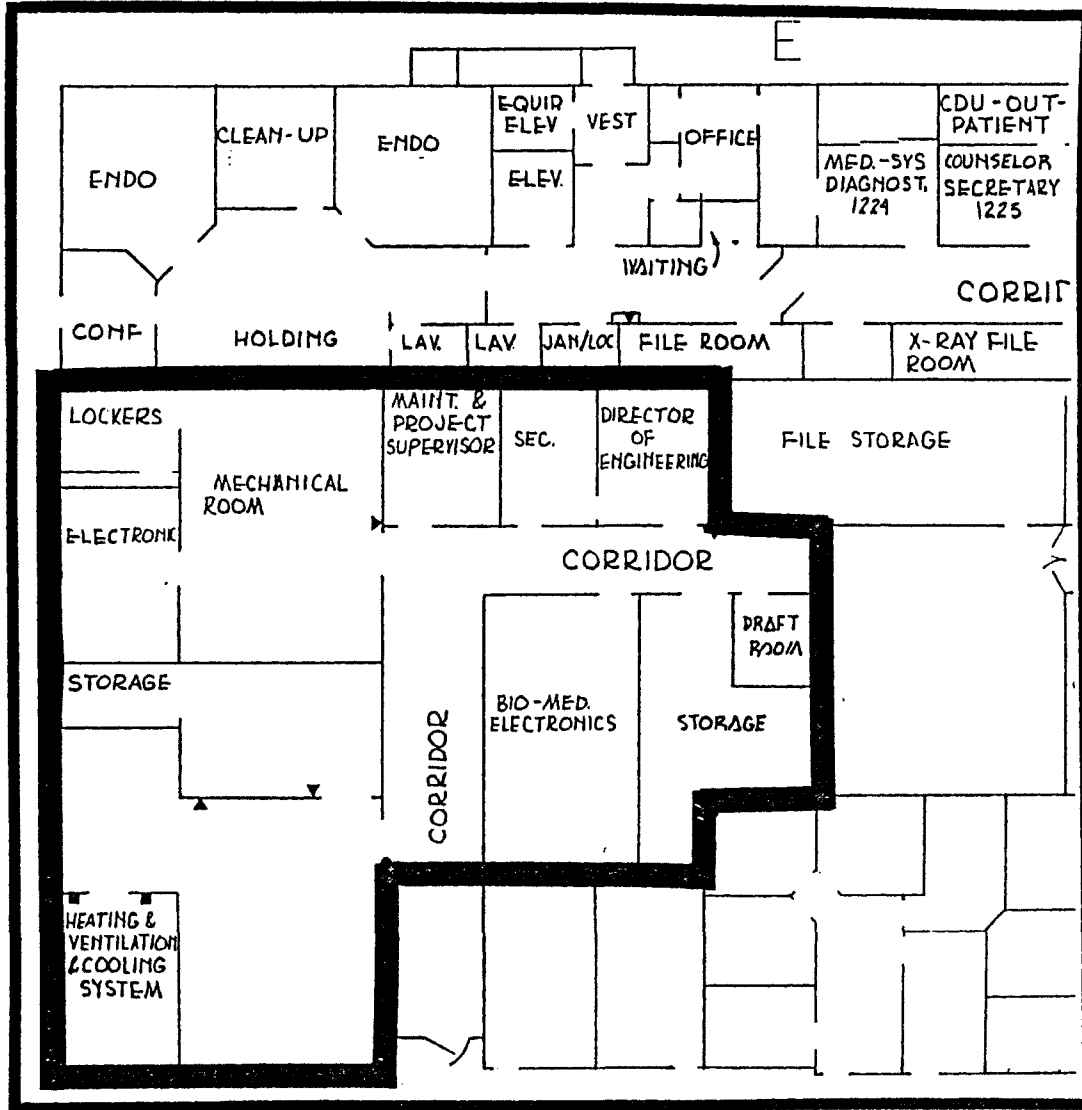 E
EQUIP
ELEV
VEST
OFFICE
CDU-OUT-
PATIENT
CLEAN-UP
ENDO
ENDO
ELEV.
MED.-SYS
DIAGNOST.
1224
COUNSELOR
SECRETARY
1225
WAITING
CORRI
CONF
HOLDING
LAV.
LAV
JAN/LOC
FILE ROOM
X-RAY FILE
ROOM
LOCKERS
MAINT. &
PROJECT
SUPERVISOR
SEC.
DIRECTOR
OF
ENGINEERING
FILE STORAGE
MECHANICAL
ROOM
ELECTRONIC
CORRIDOR
DRAFT
ROOM
STORAGE
BIO-MED.
ELECTRONICS
STORAGE
CORRIDOR
HEATING &
VENTILATION
& COOLING
SYSTEM